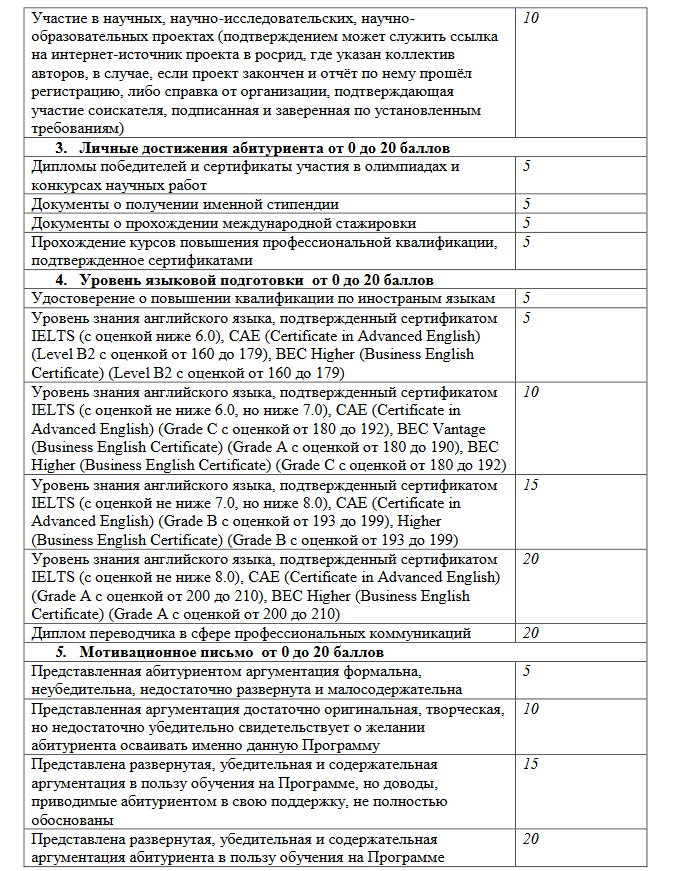 Участие в научных, научно-исследовательских, научно- 10
образовательных проектах (подтверждением может служить ссылка
на интернет-источник проекта в росрид, где указан коллектив
авторов, в случае, если проект закончен и отчёт по нему прошёл
регистрацию, либо справка от организации, подтверждающая
участие соискателя, подписанная и заверенная по установленным
требованиям)
3. Личные достижения абитуриента от 0 до 20 баллов
Дипломы победителей и сертификаты участия в олимпиадах и 5
конкурсах научных работ
Документы о получении именной стипендии 5
Документы о прохождении международной стажировки 5
Прохождение курсов повышения профессиональной квалификации, 5
подтвержденное сертификатами
4. Уровень языковой подготовки от 0 до 20 баллов
Удостоверение о повышении квалификации по иностраным языкам 5
Уровень знания английского языка, подтвержденный сертификатом 5
IELTS (с оценкой ниже 6.0), CAE (Certificate in Advanced English)
(Level B2 с оценкой от 160 до 179), BEC Higher (Business English
Certificate) (Level B2 с оценкой от 160 до 179)
Уровень знания английского языка, подтвержденный сертификатом 10
IELTS (с оценкой не ниже 6.0, но ниже 7.0), CAE (Certificate in
Advanced English) (Grade C с оценкой от 180 до 192), BEC Vantage
(Business English Certificate) (Grade A с оценкой от 180 до 190), BEC
Higher (Business English Certificate) (Grade C с оценкой от 180 до 192)
Уровень знания английского языка, подтвержденный сертификатом 15
IELTS (с оценкой не ниже 7.0, но ниже 8.0), CAE (Certificate in
Advanced English) (Grade B с оценкой от 193 до 199), Higher
(Business English Certificate) (Grade B с оценкой от 193 до 199)
Уровень знания английского языка, подтвержденный сертификатом 20
IELTS (с оценкой не ниже 8.0), CAE (Certificate in Advanced English)
(Grade A с оценкой от 200 до 210), BEC Higher (Business English
Certificate) (Grade A с оценкой от 200 до 210)
Диплом переводчика в сфере профессиональных коммуникаций 20
5. Мотивационное письмо от 0 до 20 баллов
Представленная абитуриентом аргументация формальна, 5
неубедительна, недостаточно развернута и малосодержательна
Представленная аргументация достаточно оригинальная, творческая, 10
но недостаточно убедительно свидетельствует о желании
абитуриента осваивать именно данную Программу
Представлена развернутая, убедительная и содержательная 15
аргументация в пользу обучения на Программе, но доводы,
приводимые абитуриентом в свою поддержку, не полностью
обоснованы
Представлена развернутая, убедительная и содержательная 20
аргументация абитуриента в пользу обучения на Программе